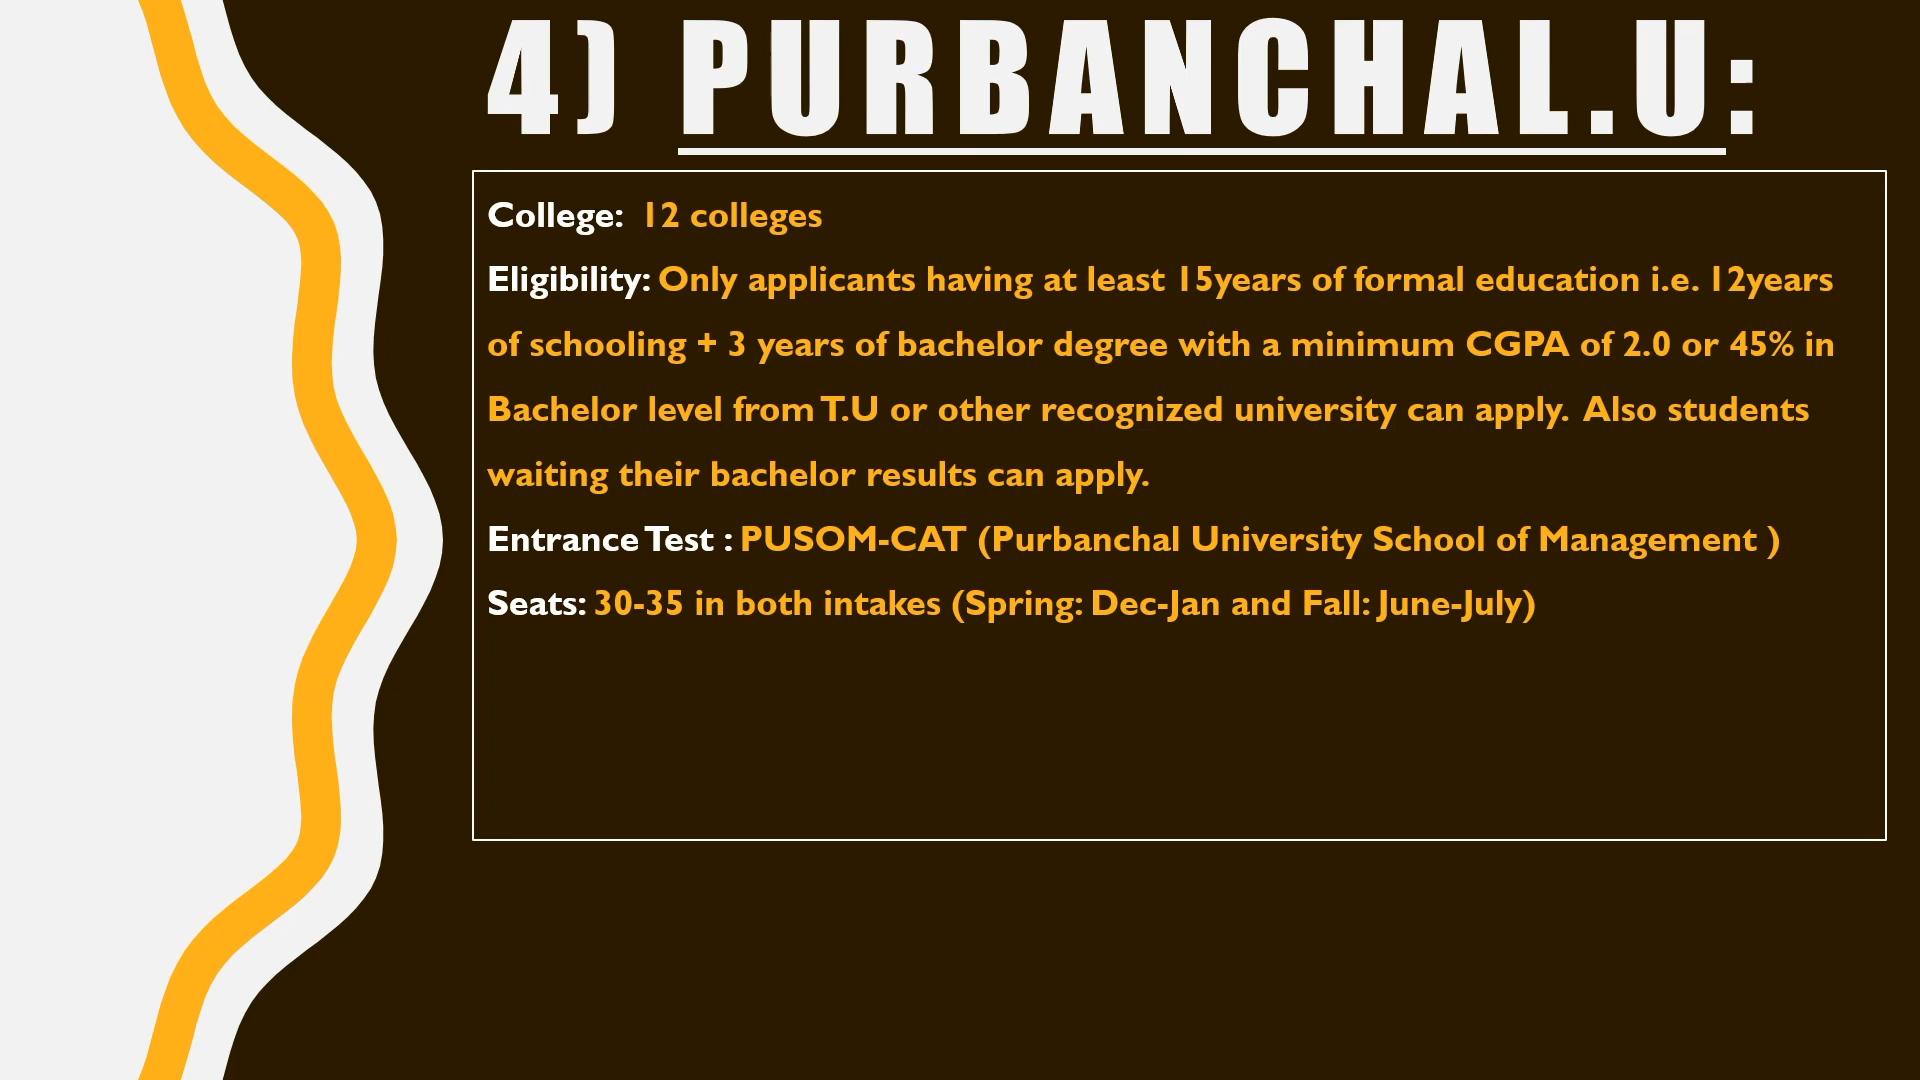 4) PURBANCHAL.U:
College: 12 colleges
Eligibility: Only applicants having at least 15years of formal education i.e. 12years
of schooling + 3 years of bachelor degree with a minimum CGPA of 2.0 or 45% in
Bachelor level from T.U or other recognized university can apply. Also students
waiting their bachelor results can apply.
Entrance Test : PUSOM-CAT (Purbanchal University School of Management )
Seats: 30-35 in both intakes (Spring: Dec-Jan and Fall: June-July)